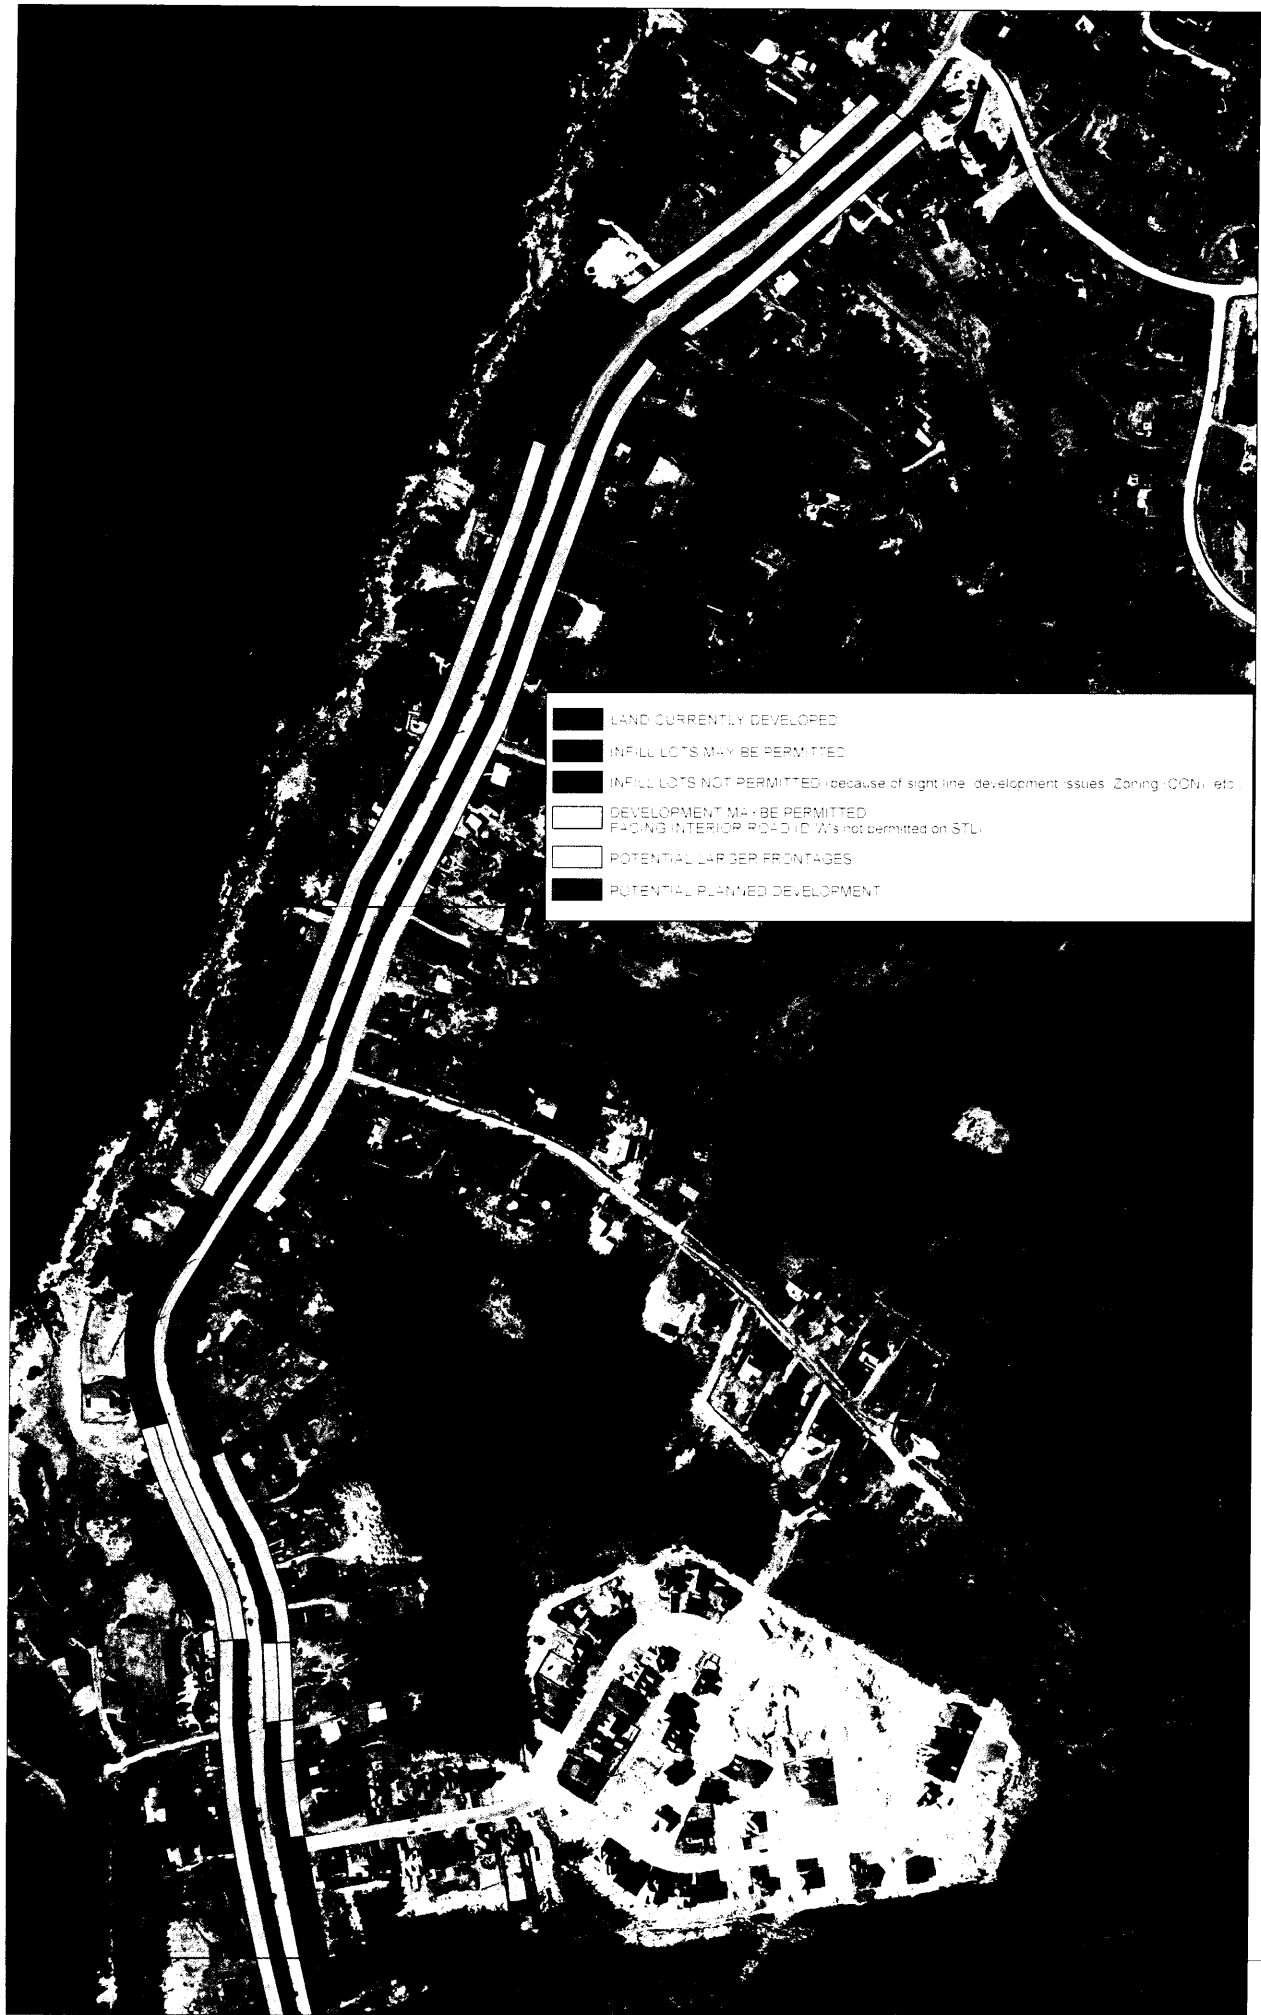 LAND CURRENTLY DEVELOPED
INFILL LOTS MAY BE PERMITTED
INFILL LOTS NOT PERMITTED (because of sight line, development issues, Zoning (CON), etc.
DEVELOPMENT MAY BE PERMITTED
FACING INTERIOR ROAD (D/W's not permitted on STL)
POTENTIAL LARGER FRONTAGES
POTENTIAL PLANNED DEVELOPMENT